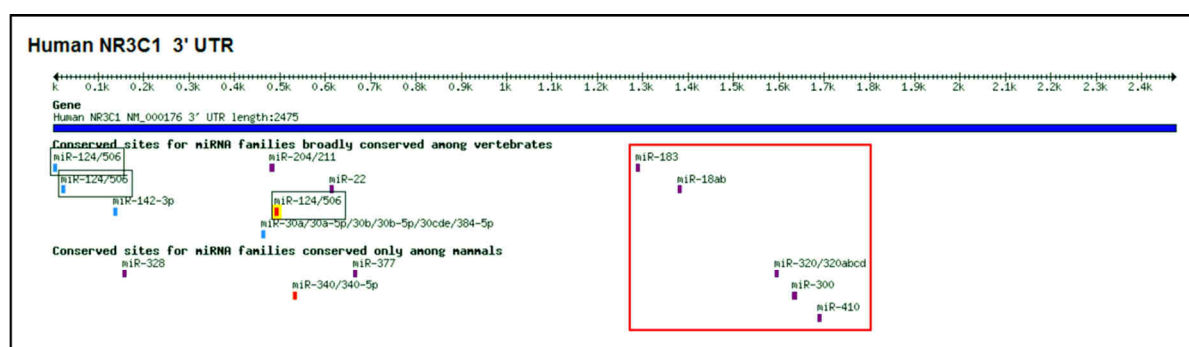 Human NR3C1 3' UTR
k 0.1k 0.2k 0.3k 0.4k 0.5k 0.6k 0.7k 0.8k 0.9k 1k 1.1k 1.2k 1.3k 1.4k 1.5k 1.6k 1.7k 1.8k 1.9k 2k 2.1k 2.2k 2.3k 2.4k
Gene
Human NR3C1 NM_000176 3' UTR length:2475
Conserved sites for miRNA families broadly conserved among vertebrates
miR-124/506 miR-204/211 miR-183
miR-124/506 miR-22 miR-18ab
miR-142-3p miR-124/506
miR-30a/30a-5p/30b/30b-5p/30cde/384-5p
Conserved sites for miRNA families conserved only among mammals
miR-328 miR-377 miR-320/320abcd
miR-340/340-5p miR-300
miR-410